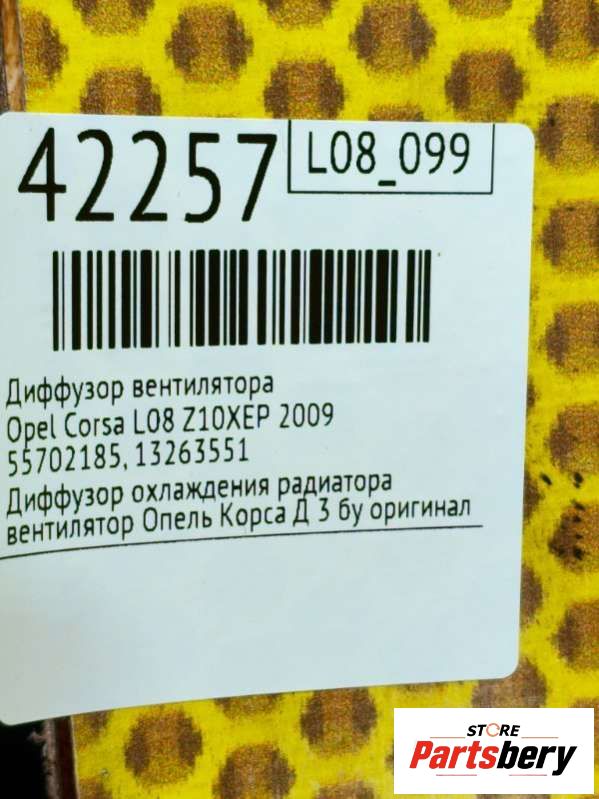 42257
L08_099
Диффузор вентилятора
Opel Corsa L08 Z10XEP 2009
55702185, 13263551
Диффузор охлаждения радиатора
вентилятор Опель Корса Д 3 бу оригинал
STORE
Partsbery